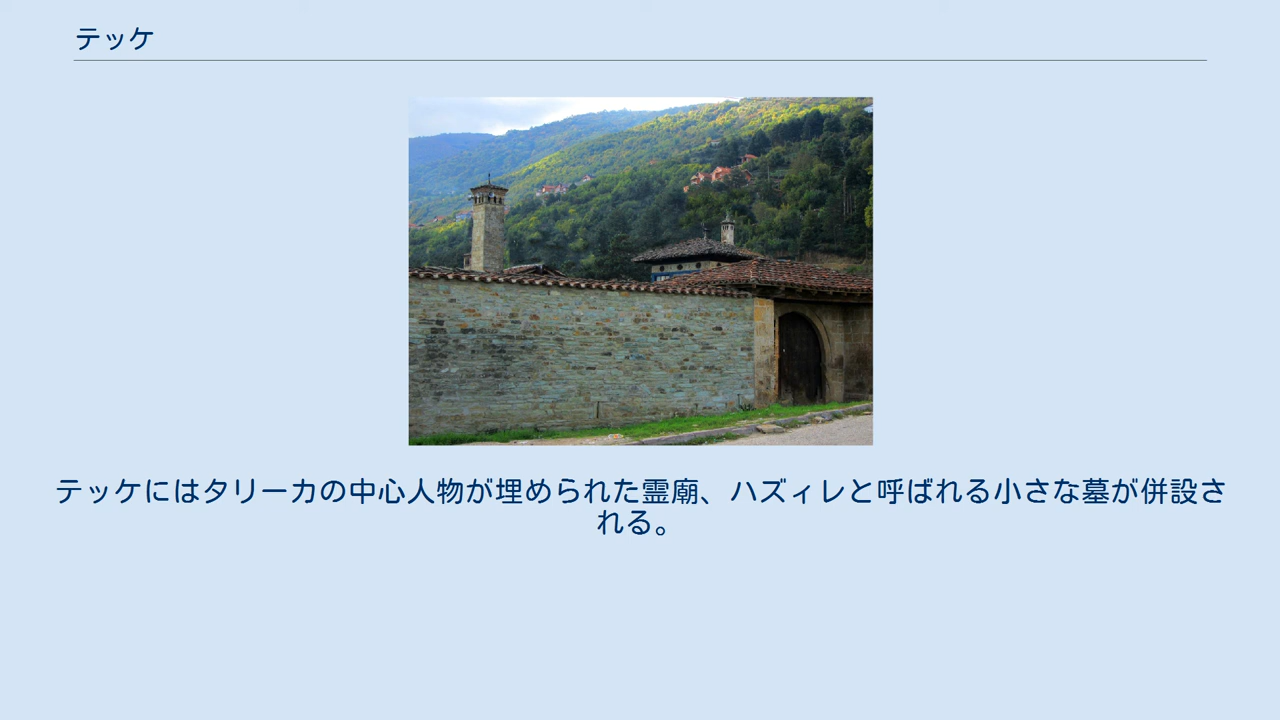 テッケ
テッケにはタリーカの中心人物が埋められた霊廟、ハズィレと呼ばれる小さな墓が併設さ
れる。